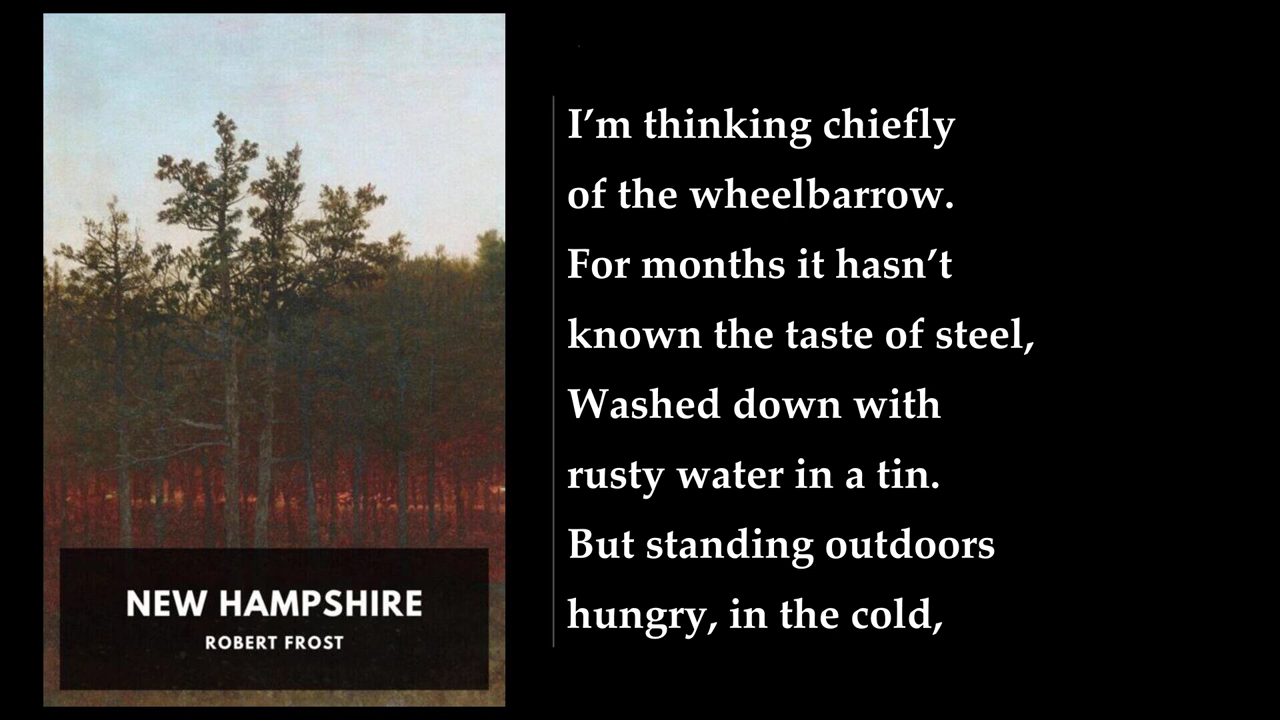 NEW HAMPSHIRE
ROBERT FROST
I’m thinking chiefly
of the wheelbarrow.
For months it hasn’t
known the taste of steel,
Washed down with
rusty water in a tin.
But standing outdoors
hungry, in the cold,